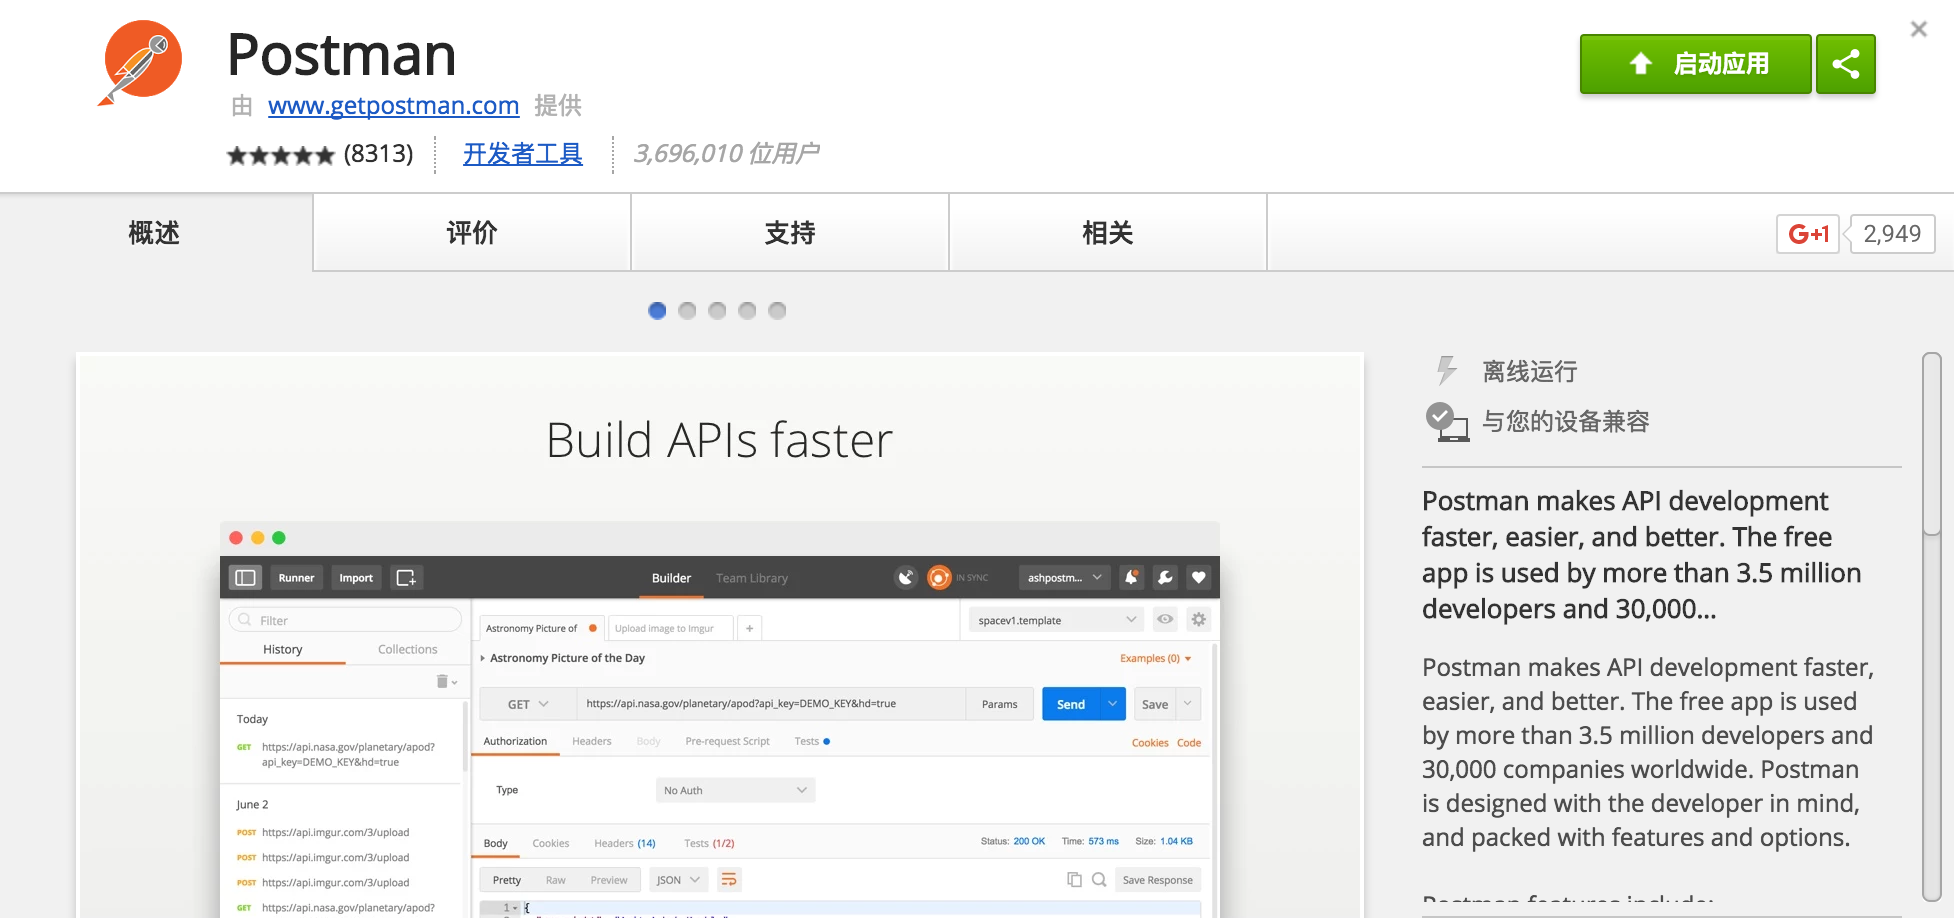 Postman
由 www.getpostman.com 提供
(8313) 开发者工具 3,696,010 位用户
启动应用
概述 评价 支持 相关
G+1 2,949
Build APIs faster
Runner Import Builder Team Library IN SYNC ashpostm...
Filter
History Collections
Today
GET https://api.nasa.gov/planetary/apod?
api_key=DEMO_KEY&hd=true
June 2
POST https://api.imgur.com/3/upload
POST https://api.imgur.com/3/upload
POST https://api.imgur.com/3/upload
GET https://api.nasa.gov/planetary/apod?
Astronomy Picture of Upload image to Imgur + spacev1.template
Astronomy Picture of the Day Examples (0)
GET https://api.nasa.gov/planetary/apod?api_key=DEMO_KEY&hd=true Params Send Save
Authorization Headers Body Pre-request Script Tests Cookies Code
Type No Auth
Body Cookies Headers (14) Tests (1/2) Status: 200 OK Time: 573 ms Size: 1.04 KB
Pretty Raw Preview JSON Save Response
1 {
离线运行
与您的设备兼容
Postman makes API development
faster, easier, and better. The free
app is used by more than 3.5 million
developers and 30,000...
Postman makes API development faster,
easier, and better. The free app is used
by more than 3.5 million developers and
30,000 companies worldwide. Postman
is designed with the developer in mind,
and packed with features and options.
Postman features include: